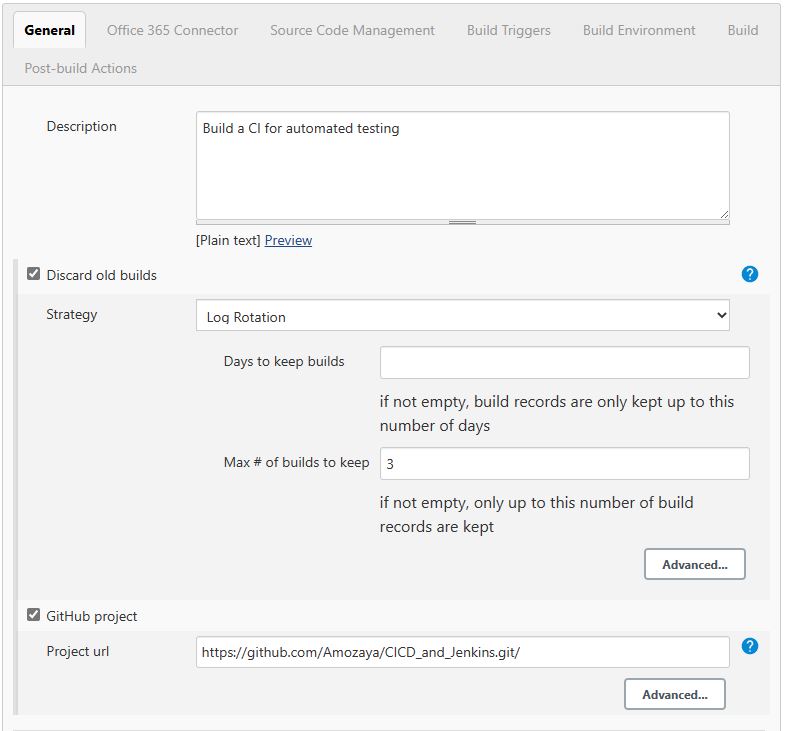 General Office 365 Connector Source Code Management Build Triggers Build Environment Build
Post-build Actions
Description
Build a CI for automated testing
[Plain text] Preview
Discard old builds
?
Strategy
Log Rotation
Days to keep builds
if not empty, build records are only kept up to this
number of days
Max # of builds to keep
3
if not empty, only up to this number of build
records are kept
Advanced...
GitHub project
Project url
https://github.com/Amozaya/CICD_and_Jenkins.git/
?
Advanced...